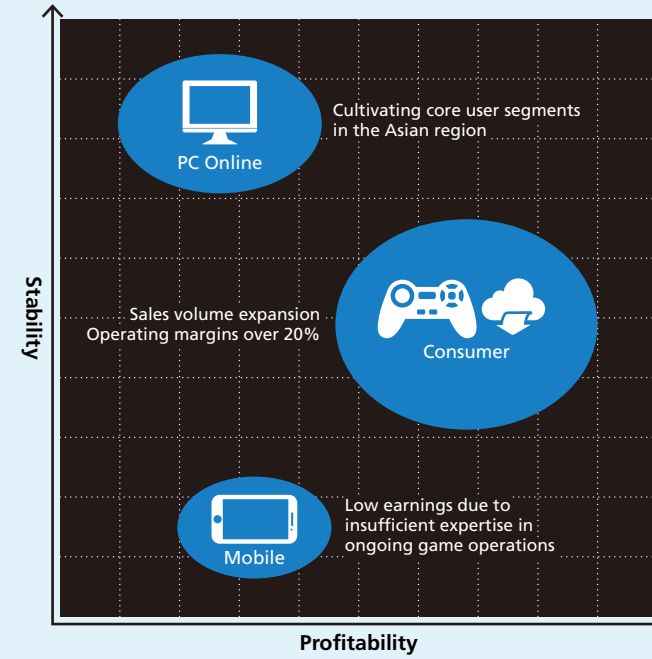 Cultivating core user segments
in the Asian region
PC Online
Stability
Sales volume expansion
Operating margins over 20%
Consumer
Low earnings due to
insufficient expertise in
ongoing game operations
Mobile
Profitability